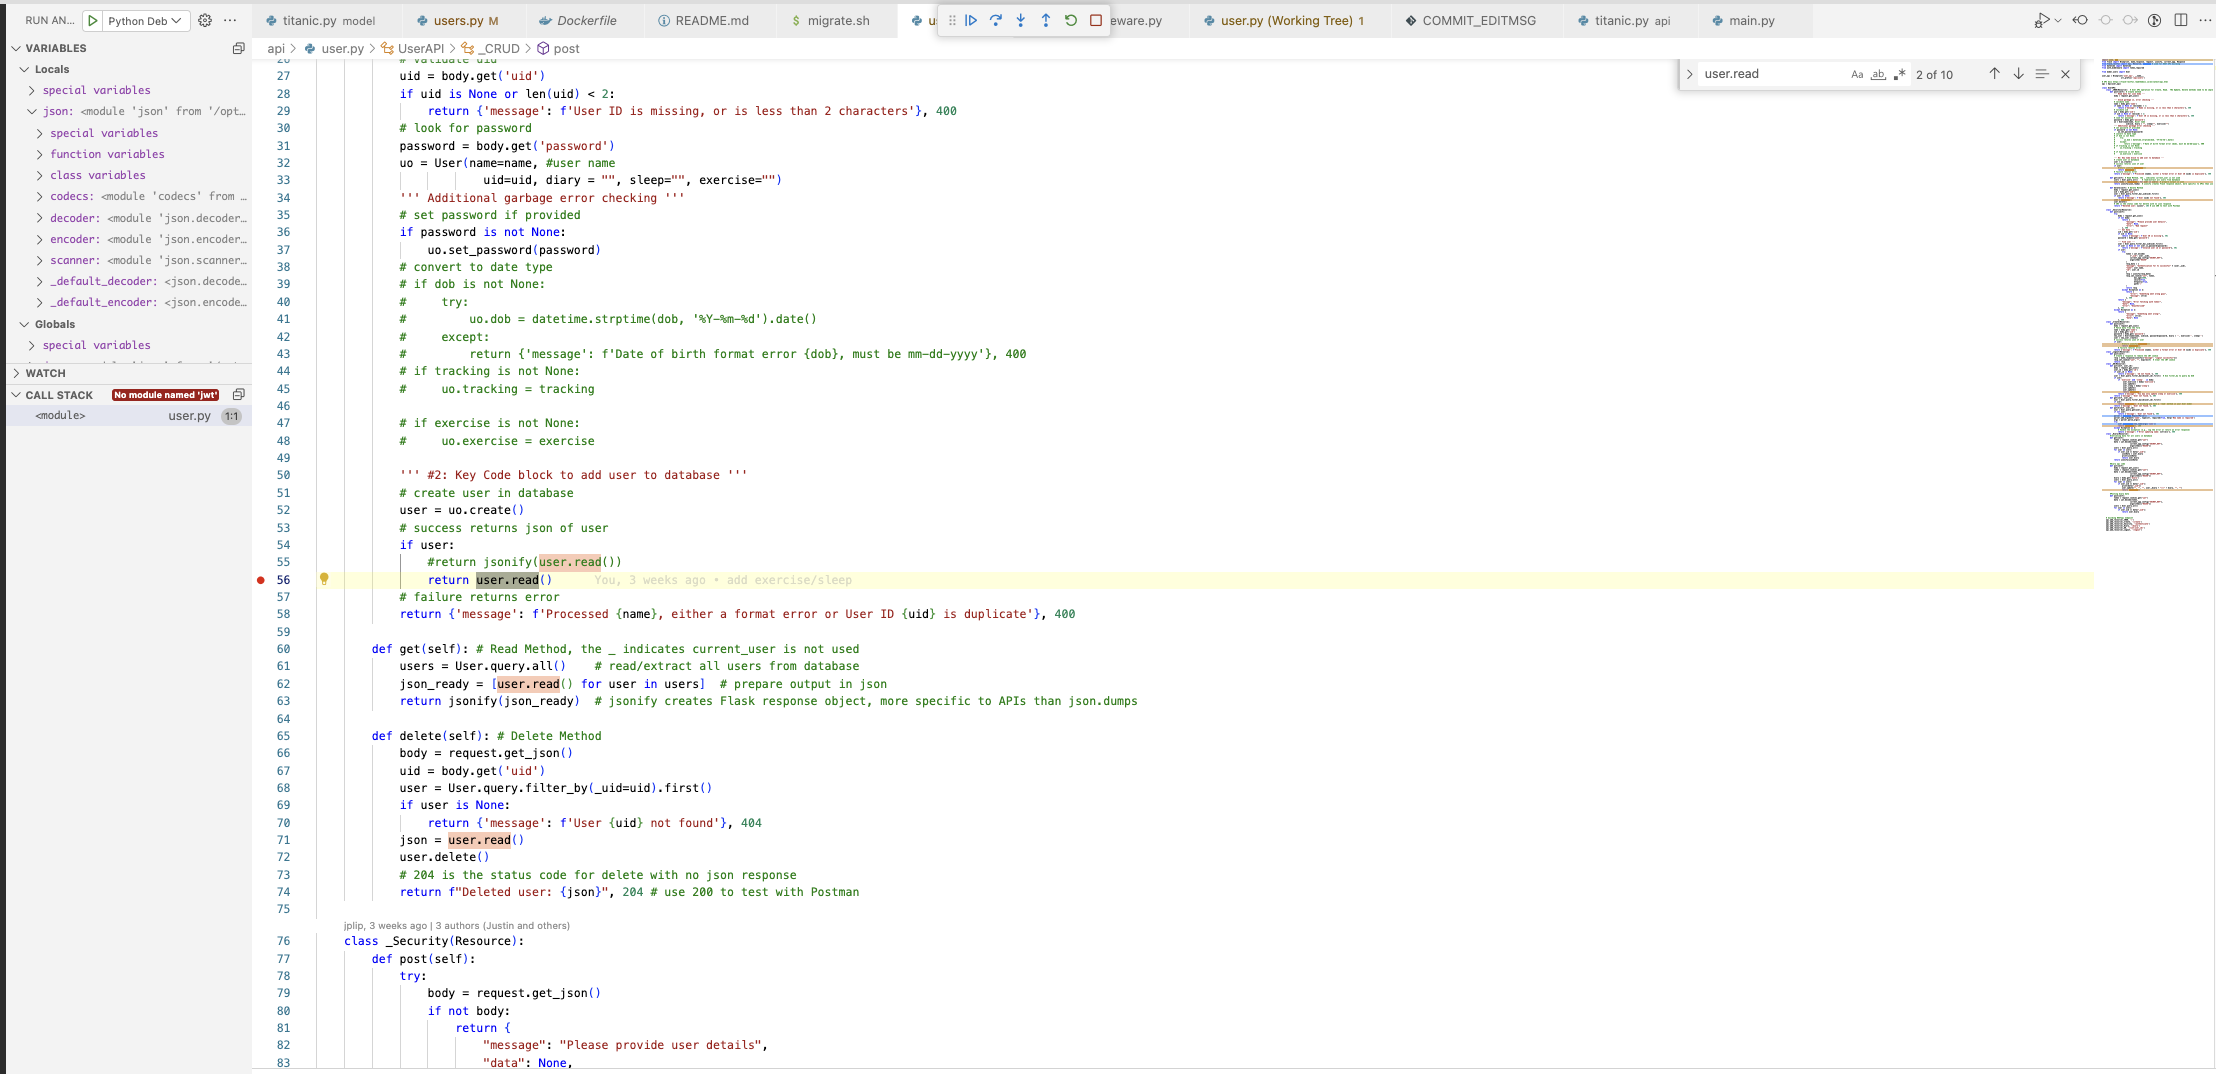 RUN AN... Python Deb
titanic.py model
users.py M
Dockerfile
README.md
migrate.sh
eware.py
user.py (Working Tree) 1
COMMIT_EDITMSG
titanic.py api
main.py
api > user.py > UserAPI > _CRUD > post
user.read
Aa ab .* 2 of 10
VARIABLES
Locals
special variables
json: <module 'json' from '/opt...
special variables
function variables
class variables
codecs: <module 'codecs' from ...
decoder: <module 'json.decoder...
encoder: <module 'json.encoder...
scanner: <module 'json.scanner...
_default_decoder: <json.decode...
_default_encoder: <json.encode...
Globals
special variables
WATCH
CALL STACK No module named 'jwt'
<module> user.py 1:1
26 # validate uid
27 uid = body.get('uid')
28 if uid is None or len(uid) < 2:
29 return {'message': f'User ID is missing, or is less than 2 characters'}, 400
30 # look for password
31 password = body.get('password')
32 uo = User(name=name, #user name
33 uid=uid, diary = "", sleep="", exercise="")
34 ''' Additional garbage error checking '''
35 # set password if provided
36 if password is not None:
37 uo.set_password(password)
38 # convert to date type
39 # if dob is not None:
40 # try:
41 # uo.dob = datetime.strptime(dob, '%Y-%m-%d').date()
42 # except:
43 # return {'message': f'Date of birth format error {dob}, must be mm-dd-yyyy'}, 400
44 # if tracking is not None:
45 # uo.tracking = tracking
46
47 # if exercise is not None:
48 # uo.exercise = exercise
49
50 ''' #2: Key Code block to add user to database '''
51 # create user in database
52 user = uo.create()
53 # success returns json of user
54 if user:
55 #return jsonify(user.read())
56 return user.read() You, 3 weeks ago • add exercise/sleep
57 # failure returns error
58 return {'message': f'Processed {name}, either a format error or User ID {uid} is duplicate'}, 400
59
60 def get(self): # Read Method, the _ indicates current_user is not used
61 users = User.query.all() # read/extract all users from database
62 json_ready = [user.read() for user in users] # prepare output in json
63 return jsonify(json_ready) # jsonify creates Flask response object, more specific to APIs than json.dumps
64
65 def delete(self): # Delete Method
66 body = request.get_json()
67 uid = body.get('uid')
68 user = User.query.filter_by(_uid=uid).first()
69 if user is None:
70 return {'message': f'User {uid} not found'}, 404
71 json = user.read()
72 user.delete()
73 # 204 is the status code for delete with no json response
74 return f"Deleted user: {json}", 204 # use 200 to test with Postman
75
jplip, 3 weeks ago | 3 authors (Justin and others)
76 class _Security(Resource):
77 def post(self):
78 try:
79 body = request.get_json()
80 if not body:
81 return {
82 "message": "Please provide user details",
83 "data": None,